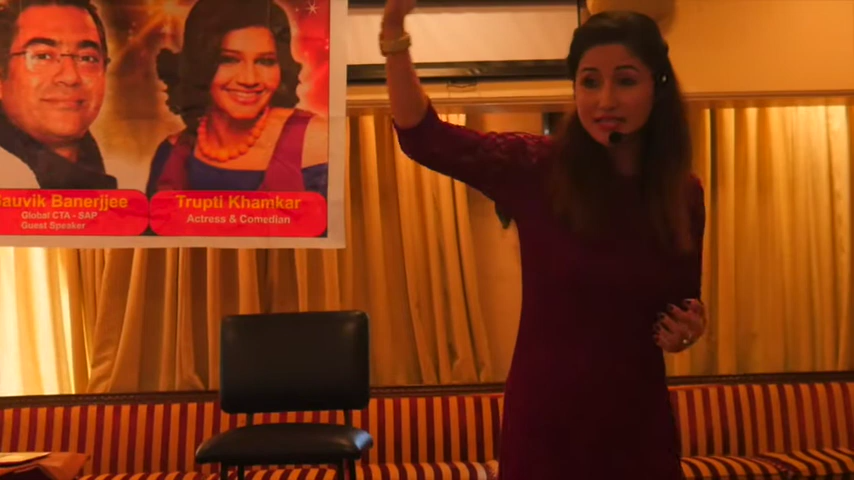 auvik Banerjjee
Global CTA - SAP
Guest Speaker
Trupti Khamkar
Actress & Comedian